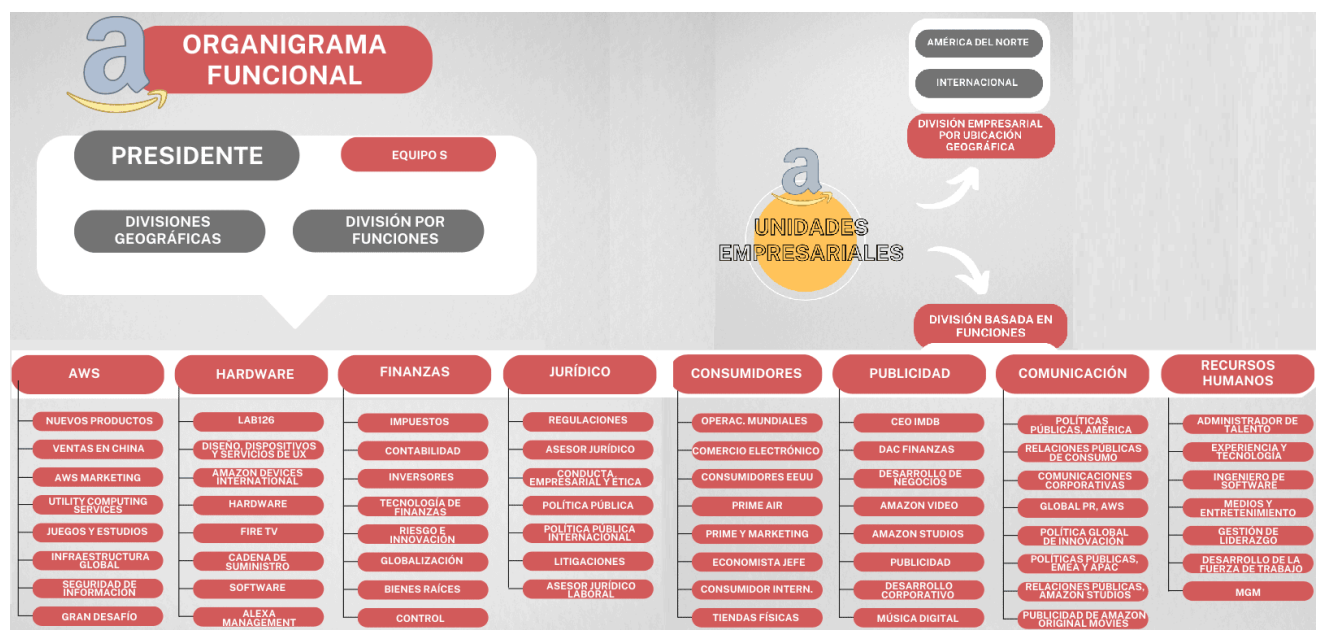 a
ORGANIGRAMA
FUNCIONAL
PRESIDENTE
EQUIPO S
DIVISIONES
GEOGRÁFICAS
DIVISIÓN POR
FUNCIONES
AMÉRICA DEL NORTE
INTERNACIONAL
DIVISIÓN EMPRESARIAL
POR UBICACIÓN
GEOGRÁFICA
a
UNIDADES
EMPRESARIALES
DIVISIÓN BASADA EN
FUNCIONES
AWS
NUEVOS PRODUCTOS
VENTAS EN CHINA
AWS MARKETING
UTILITY COMPUTING
SERVICES
JUEGOS Y ESTUDIOS
INFRAESTRUCTURA
GLOBAL
SEGURIDAD DE
INFORMACIÓN
GRAN DESAFÍO
HARDWARE
LAB126
DISEÑO, DISPOSITIVOS
Y SERVICIOS DE UX
AMAZON DEVICES
INTERNATIONAL
HARDWARE
FIRE TV
CADENA DE
SUMINISTRO
SOFTWARE
ALEXA
MANAGEMENT
FINANZAS
IMPUESTOS
CONTABILIDAD
INVERSORES
TECNOLOGÍA DE
FINANZAS
RIESGO E
INNOVACIÓN
GLOBALIZACIÓN
BIENES RAÍCES
CONTROL
JURÍDICO
REGULACIONES
ASESOR JURÍDICO
CONDUCTA
EMPRESARIAL Y ÉTICA
POLÍTICA PÚBLICA
POLÍTICA PÚBLICA
INTERNACIONAL
LITIGACIONES
ASESOR JURÍDICO
LABORAL
CONSUMIDORES
OPERAC. MUNDIALES
COMERCIO ELECTRÓNICO
CONSUMIDORES EEUU
PRIME AIR
PRIME Y MARKETING
ECONOMISTA JEFE
CONSUMIDOR INTERN.
TIENDAS FÍSICAS
PUBLICIDAD
CEO IMDB
DAC FINANZAS
DESARROLLO DE
NEGOCIOS
AMAZON VIDEO
AMAZON STUDIOS
PUBLICIDAD
DESARROLLO
CORPORATIVO
MÚSICA DIGITAL
COMUNICACIÓN
POLÍTICAS
PÚBLICAS, AMÉRICA
RELACIONES PÚBLICAS
DE CONSUMO
COMUNICACIONES
CORPORATIVAS
GLOBAL PR, AWS
POLÍTICA GLOBAL
DE INNOVACIÓN
POLÍTICAS PÚBLICAS,
EMEA Y APAC
RELACIONES PÚBLICAS,
AMAZON STUDIOS
PUBLICIDAD DE AMAZON
ORIGINAL MOVIES
RECURSOS
HUMANOS
ADMINISTRADOR DE
TALENTO
EXPERIENCIA Y
TECNOLOGÍA
INGENIERO DE
SOFTWARE
MEDIOS Y
ENTRETENIMIENTO
GESTIÓN DE
LIDERAZGO
DESARROLLO DE LA
FUERZA DE TRABAJO
MGM